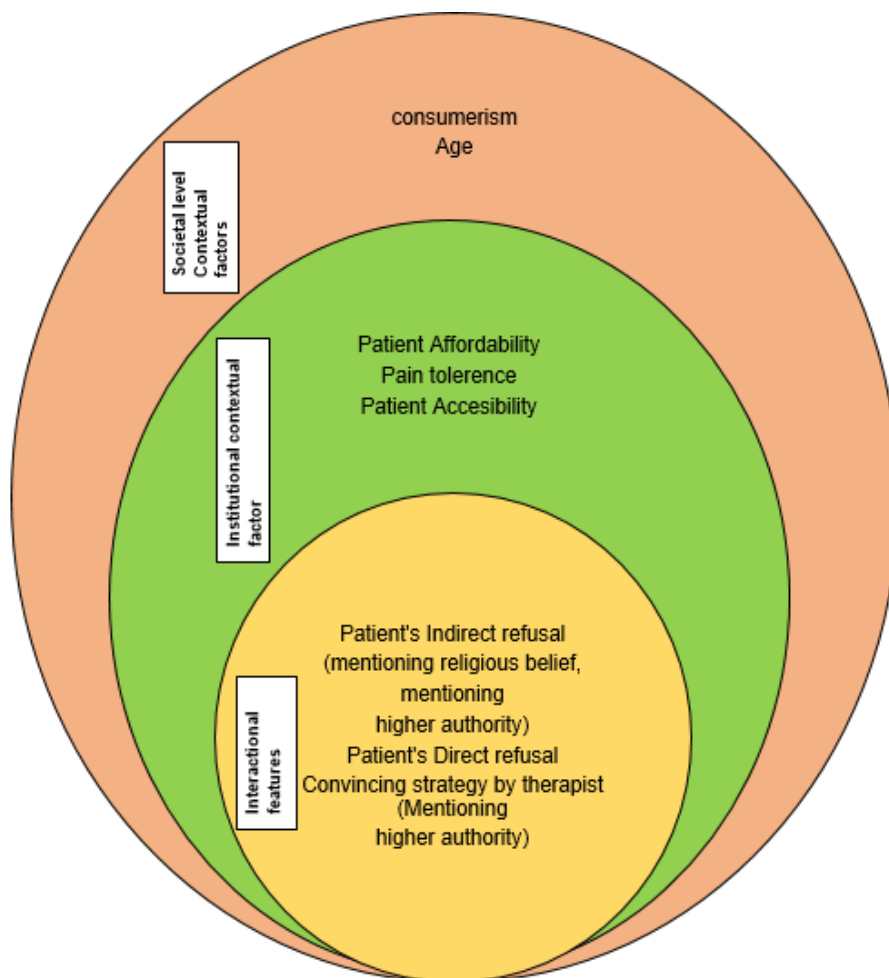 consumerism
Age
Societal level
Contextual
factors
Patient Affordability
Pain tolerence
Patient Accesibility
Institutional contextual
factor
Patient's Indirect refusal
(mentioning religious belief,
mentioning
higher authority)
Patient's Direct refusal
Convincing strategy by therapist
(Mentioning
higher authority)
Interactional
features